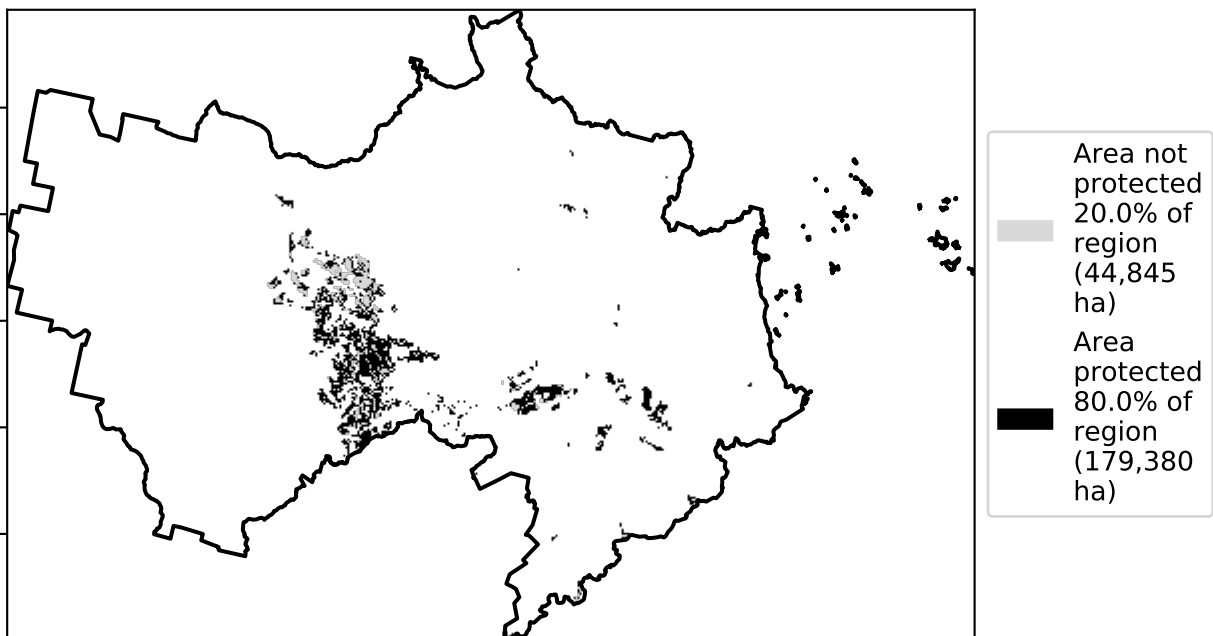 Area not
protected
20.0% of
region
(44,845
ha)
Area
protected
80.0% of
region
(179,380
ha)